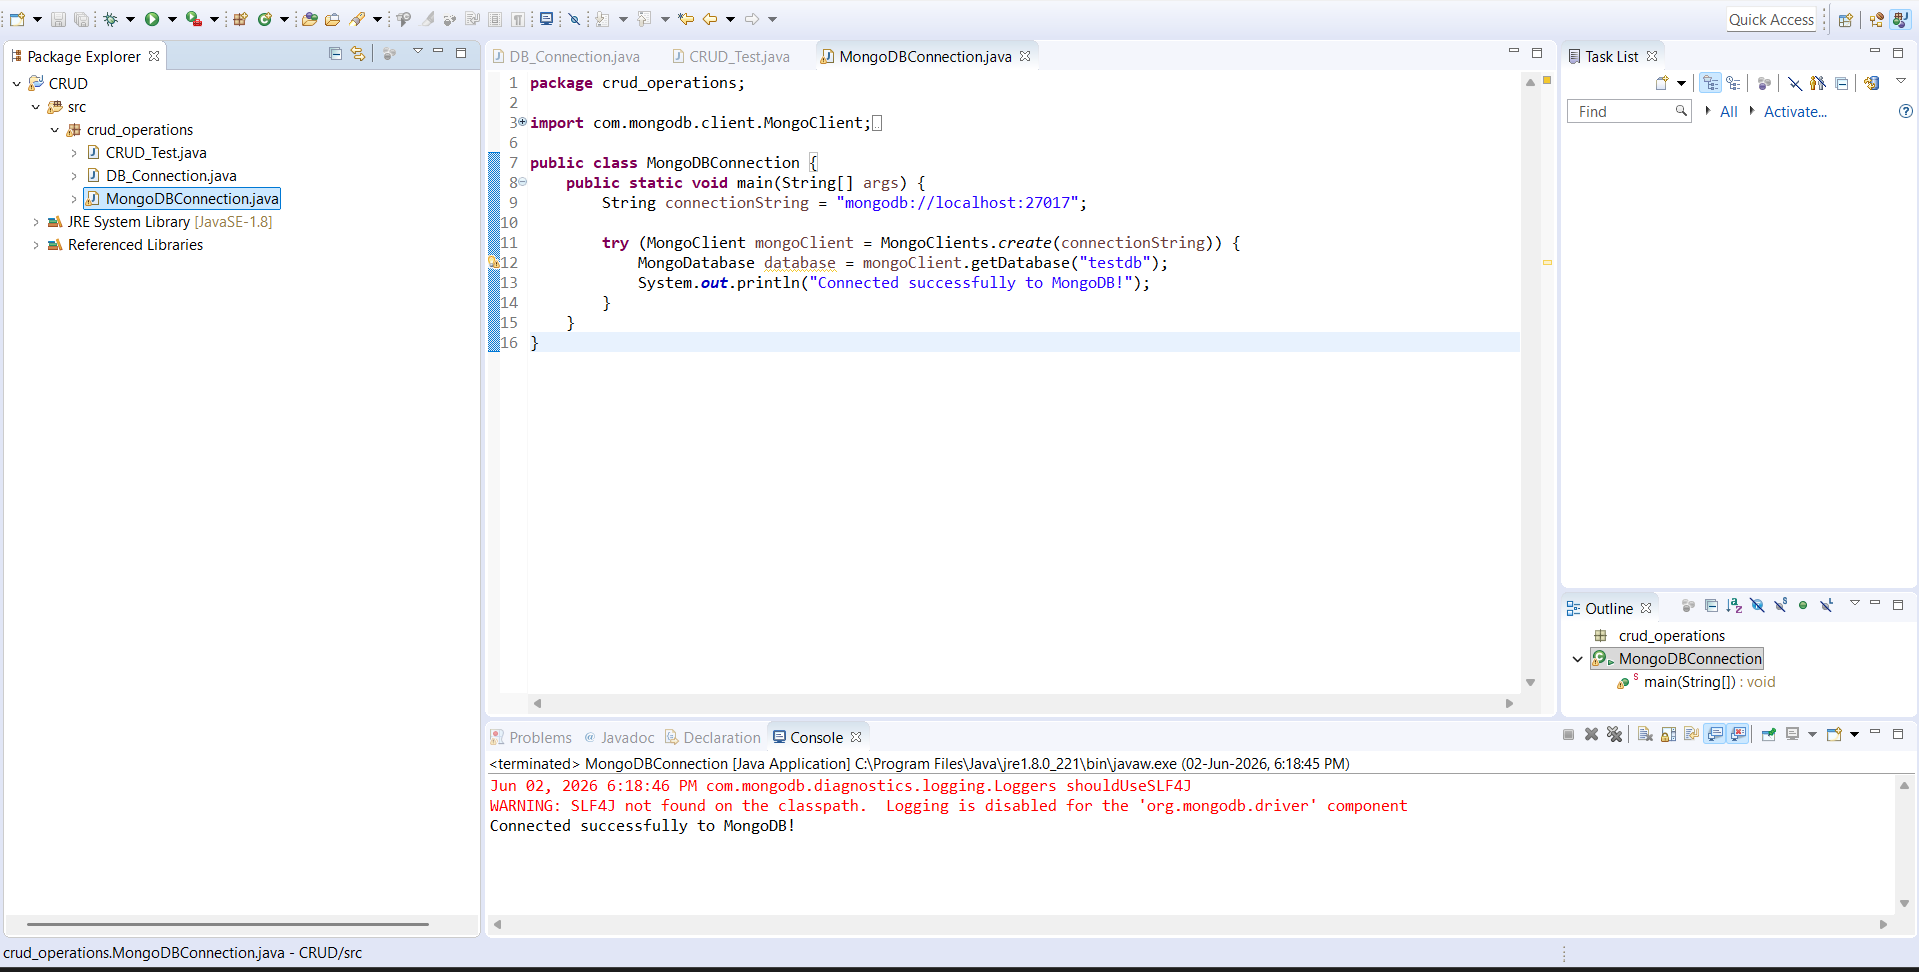 Quick Access
Package Explorer
CRUD
src
crud_operations
CRUD_Test.java
DB_Connection.java
MongoDBConnection.java
JRE System Library [JavaSE-1.8]
Referenced Libraries
DB_Connection.java CRUD_Test.java MongoDBConnection.java
1 package crud_operations;
2
3 import com.mongodb.client.MongoClient;
6
7 public class MongoDBConnection {
8 public static void main(String[] args) {
9 String connectionString = "mongodb://localhost:27017";
10
11 try (MongoClient mongoClient = MongoClients.create(connectionString)) {
12 MongoDatabase database = mongoClient.getDatabase("testdb");
13 System.out.println("Connected successfully to MongoDB!");
14 }
15 }
16 }
Task List
Find All Activate...
Outline
crud_operations
MongoDBConnection
main(String[]) : void
Problems Javadoc Declaration Console
<terminated> MongoDBConnection [Java Application] C:\Program Files\Java\jre1.8.0_221\bin\javaw.exe (02-Jun-2026, 6:18:45 PM)
Jun 02, 2026 6:18:46 PM com.mongodb.diagnostics.logging.Loggers shouldUseSLF4J
WARNING: SLF4J not found on the classpath.  Logging is disabled for the 'org.mongodb.driver' component
Connected successfully to MongoDB!
crud_operations.MongoDBConnection.java - CRUD/src